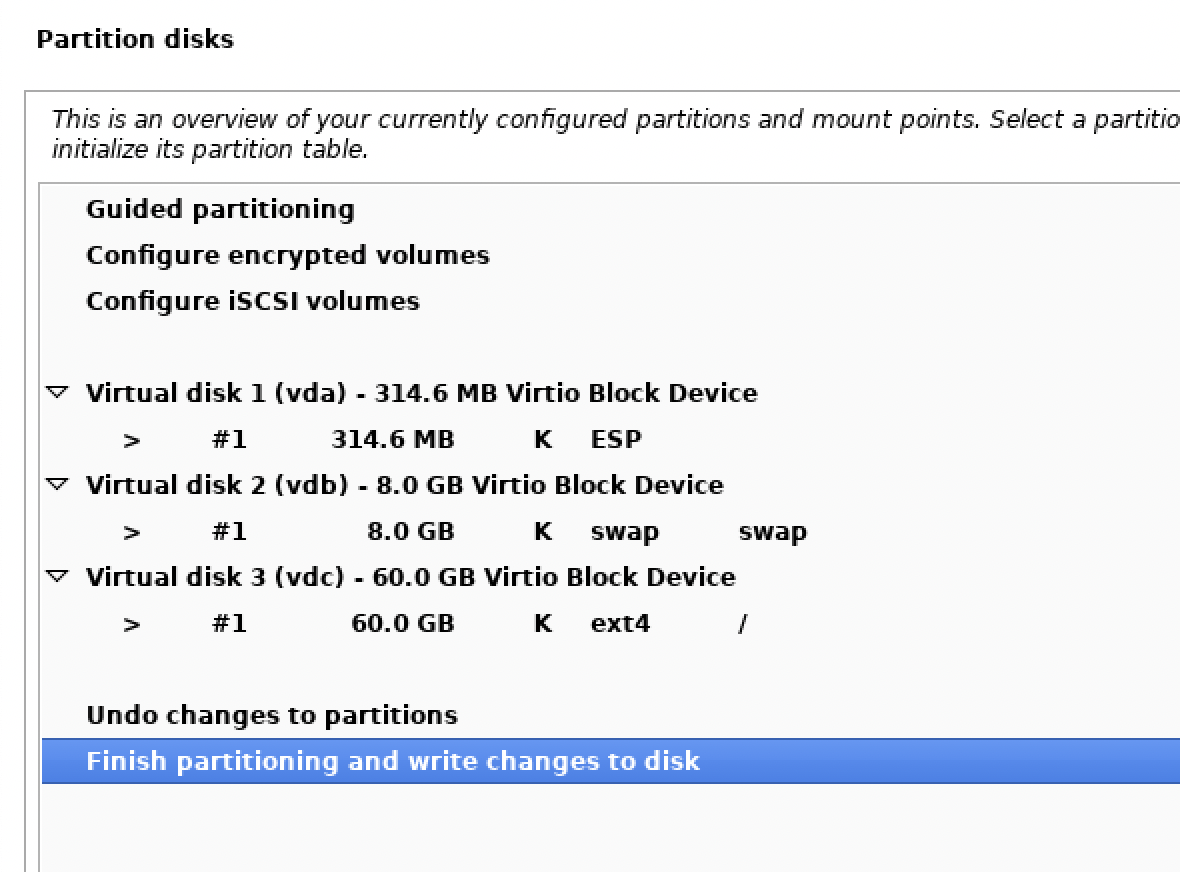 Partition disks
This is an overview of your currently configured partitions and mount points. Select a partitio
initialize its partition table.
Guided partitioning
Configure encrypted volumes
Configure iSCSI volumes
Virtual disk 1 (vda) - 314.6 MB Virtio Block Device
> #1 314.6 MB K ESP
Virtual disk 2 (vdb) - 8.0 GB Virtio Block Device
> #1 8.0 GB K swap swap
Virtual disk 3 (vdc) - 60.0 GB Virtio Block Device
> #1 60.0 GB K ext4 /
Undo changes to partitions
Finish partitioning and write changes to disk